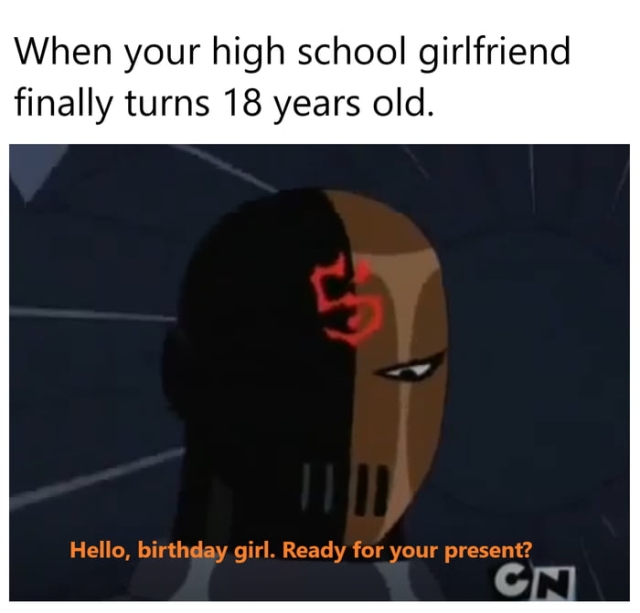 When your high school girlfriend
finally turns 18 years old.
Hello, birthday girl. Ready for your present?
CN